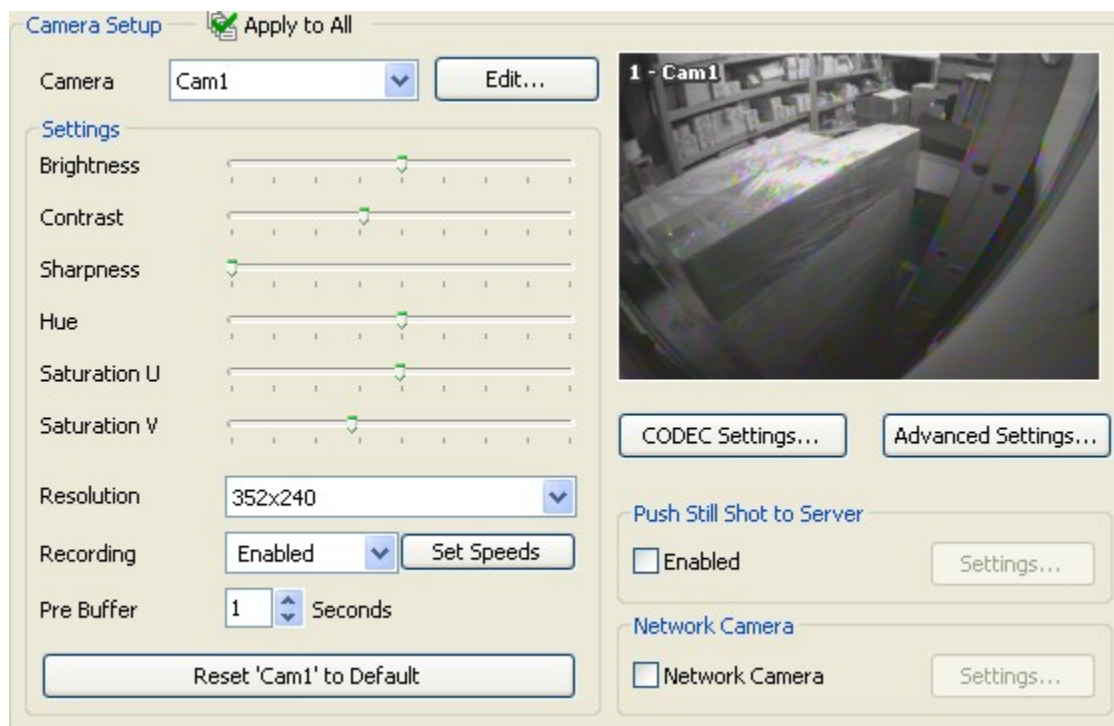 Camera Setup
Apply to All
Camera
Cam1
Edit...
Settings
Brightness
Contrast
Sharpness
Hue
Saturation U
Saturation V
Resolution
352x240
Recording
Enabled
Set Speeds
Pre Buffer
1
Seconds
Reset 'Cam1' to Default
1 - Cam1
CODEC Settings...
Advanced Settings...
Push Still Shot to Server
Enabled
Settings...
Network Camera
Network Camera
Settings...